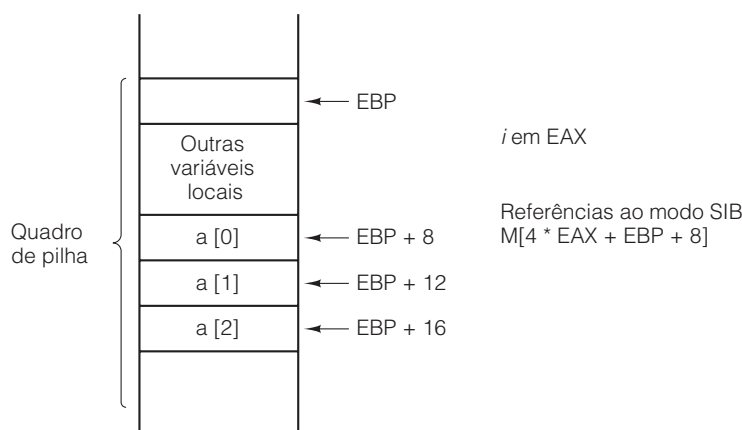 EBP
Outras
variáveis
locais
i em EAX
Quadro
de pilha
Referências ao modo SIB
M[4 * EAX + EBP + 8]
a [0]
EBP + 8
a [1]
EBP + 12
a [2]
EBP + 16